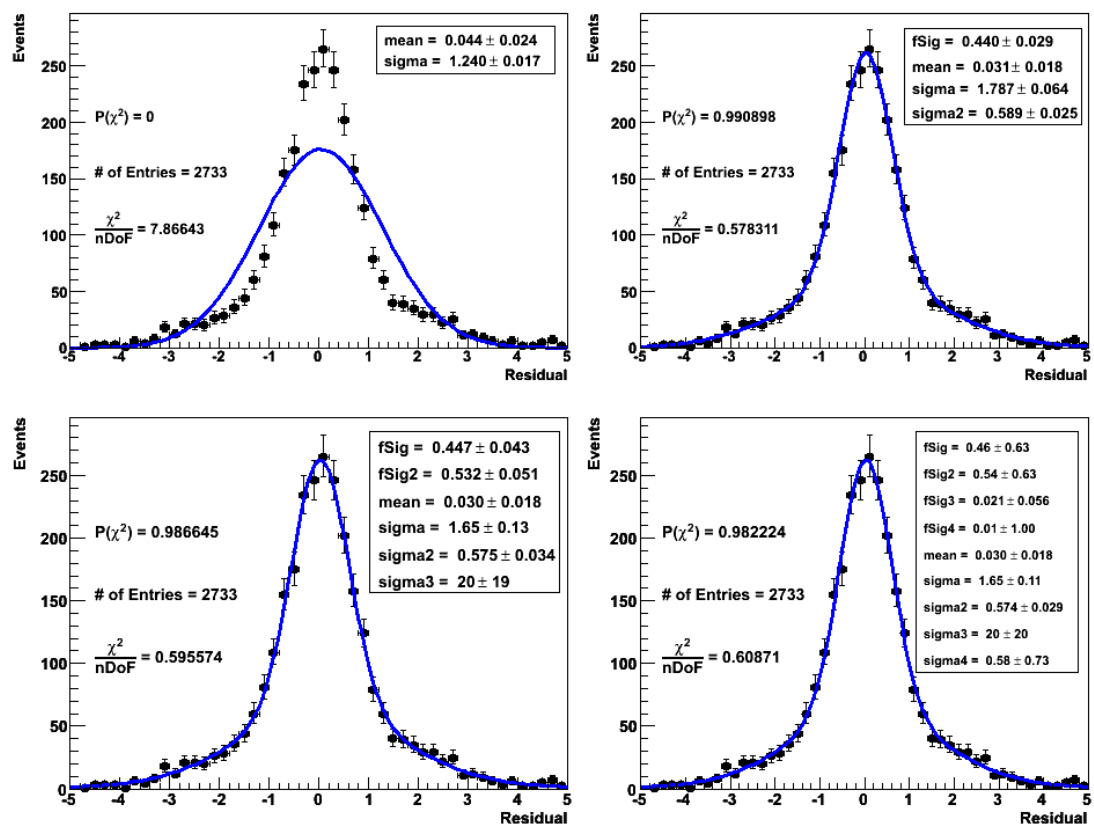 Events
mean = 0.044 ± 0.024
sigma = 1.240 ± 0.017
250
200
150
100
50
0
P(χ²) = 0
# of Entries = 2733
χ²
nDoF = 7.86643
-5 -4 -3 -2 -1 0 1 2 3 4 5
Residual
Events
fSig = 0.440 ± 0.029
mean = 0.031 ± 0.018
sigma = 1.787 ± 0.064
sigma2 = 0.589 ± 0.025
250
200
150
100
50
0
P(χ²) = 0.990898
# of Entries = 2733
χ²
nDoF = 0.578311
-5 -4 -3 -2 -1 0 1 2 3 4 5
Residual
Events
fSig = 0.447 ± 0.043
fSig2 = 0.532 ± 0.051
mean = 0.030 ± 0.018
sigma = 1.65 ± 0.13
sigma2 = 0.575 ± 0.034
sigma3 = 20 ± 19
250
200
150
100
50
0
P(χ²) = 0.986645
# of Entries = 2733
χ²
nDoF = 0.595574
-5 -4 -3 -2 -1 0 1 2 3 4 5
Residual
Events
fSig = 0.46 ± 0.63
fSig2 = 0.54 ± 0.63
fSig3 = 0.021 ± 0.056
fSig4 = 0.01 ± 1.00
mean = 0.030 ± 0.018
sigma = 1.65 ± 0.11
sigma2 = 0.574 ± 0.029
sigma3 = 20 ± 20
sigma4 = 0.58 ± 0.73
250
200
150
100
50
0
P(χ²) = 0.982224
# of Entries = 2733
χ²
nDoF = 0.60871
-5 -4 -3 -2 -1 0 1 2 3 4 5
Residual